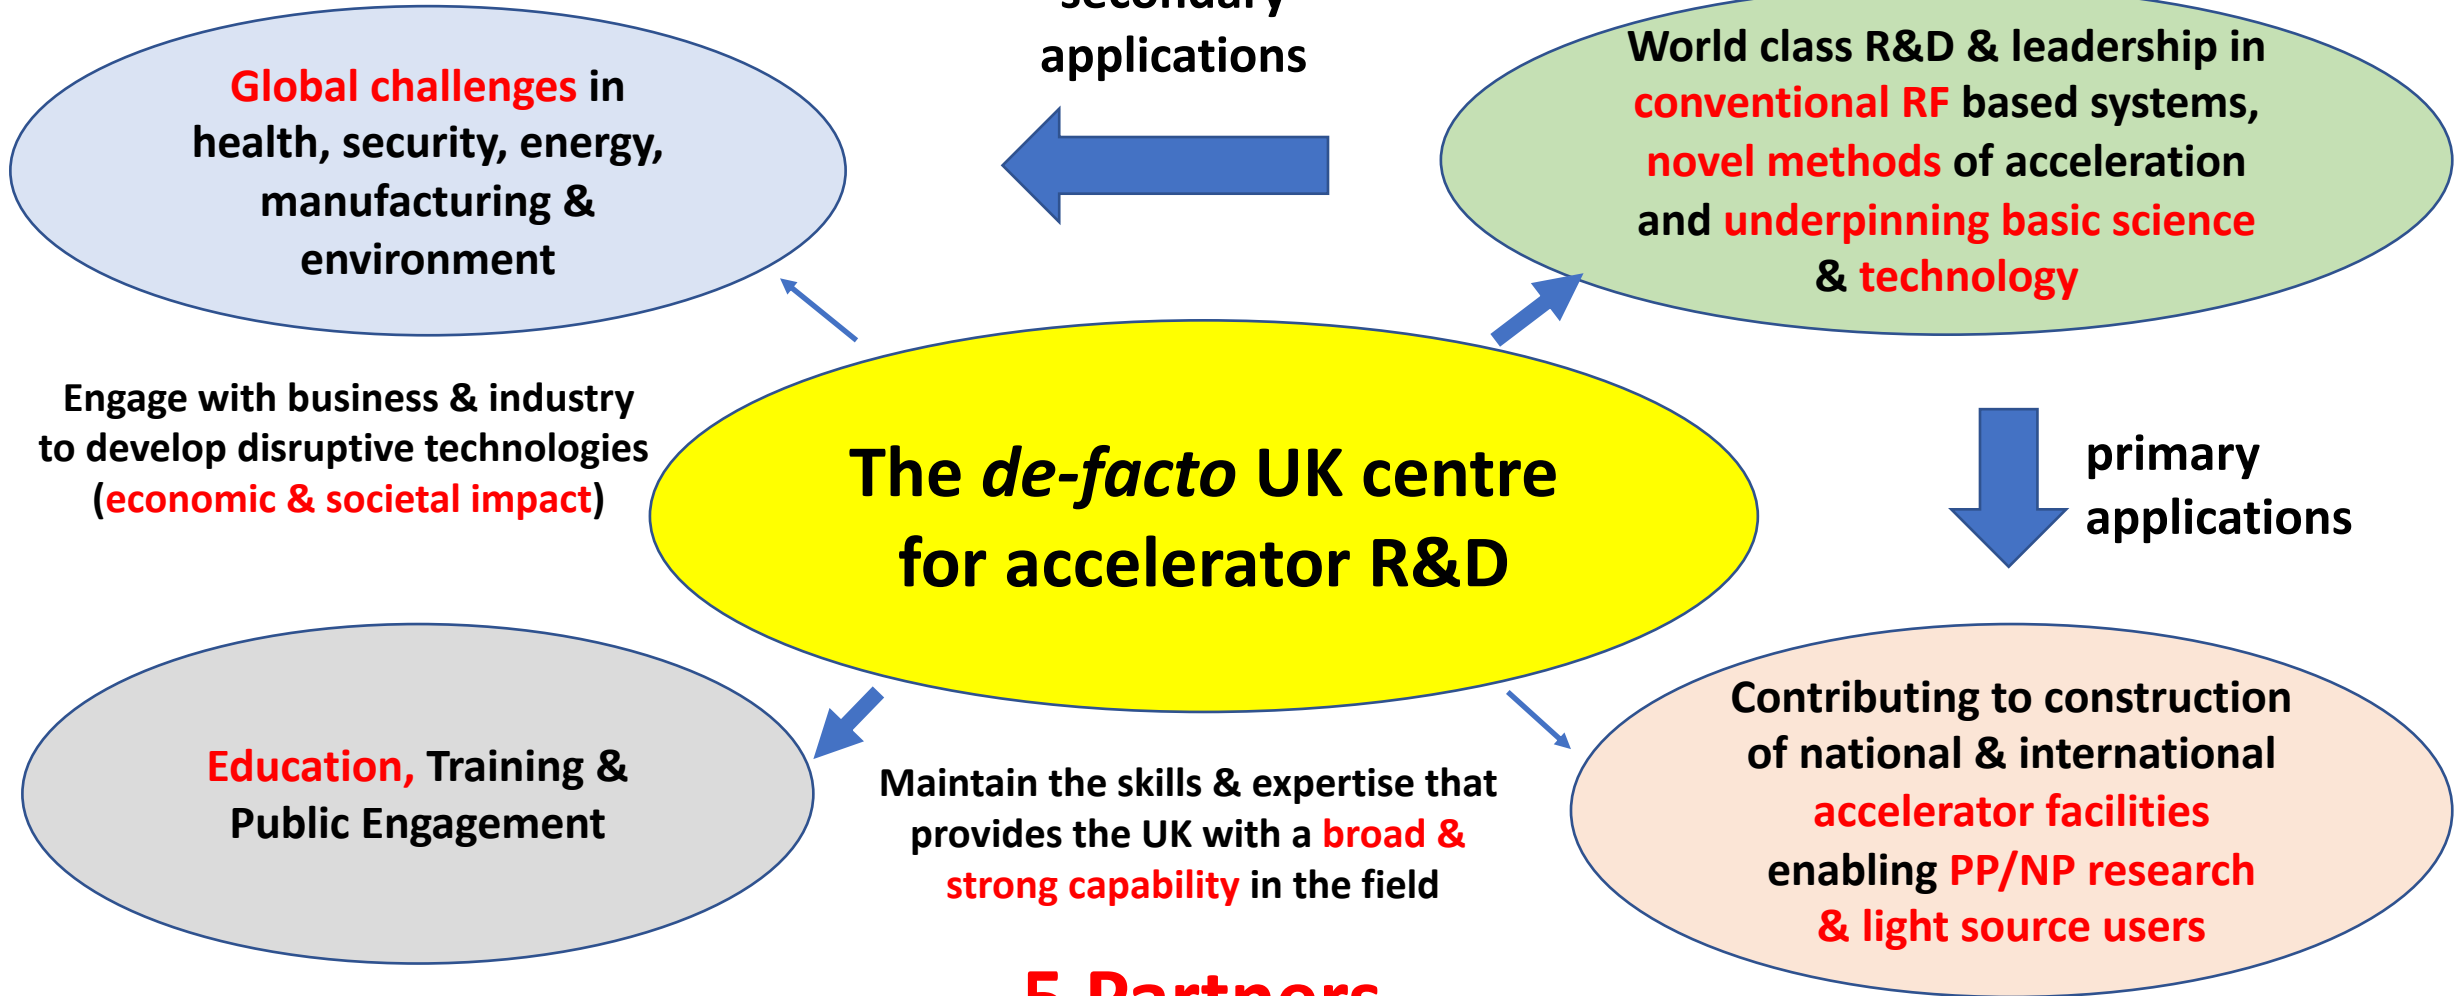 secondary
applications
Global challenges in
health, security, energy,
manufacturing &
environment
World class R&D & leadership in
conventional RF based systems,
novel methods of acceleration
and underpinning basic science
& technology
Engage with business & industry
to develop disruptive technologies
(economic & societal impact)
The de-facto UK centre
for accelerator R&D
primary
applications
Education, Training &
Public Engagement
Maintain the skills & expertise that
provides the UK with a broad &
strong capability in the field
Contributing to construction
of national & international
accelerator facilities
enabling PP/NP research
& light source users
5 Partners